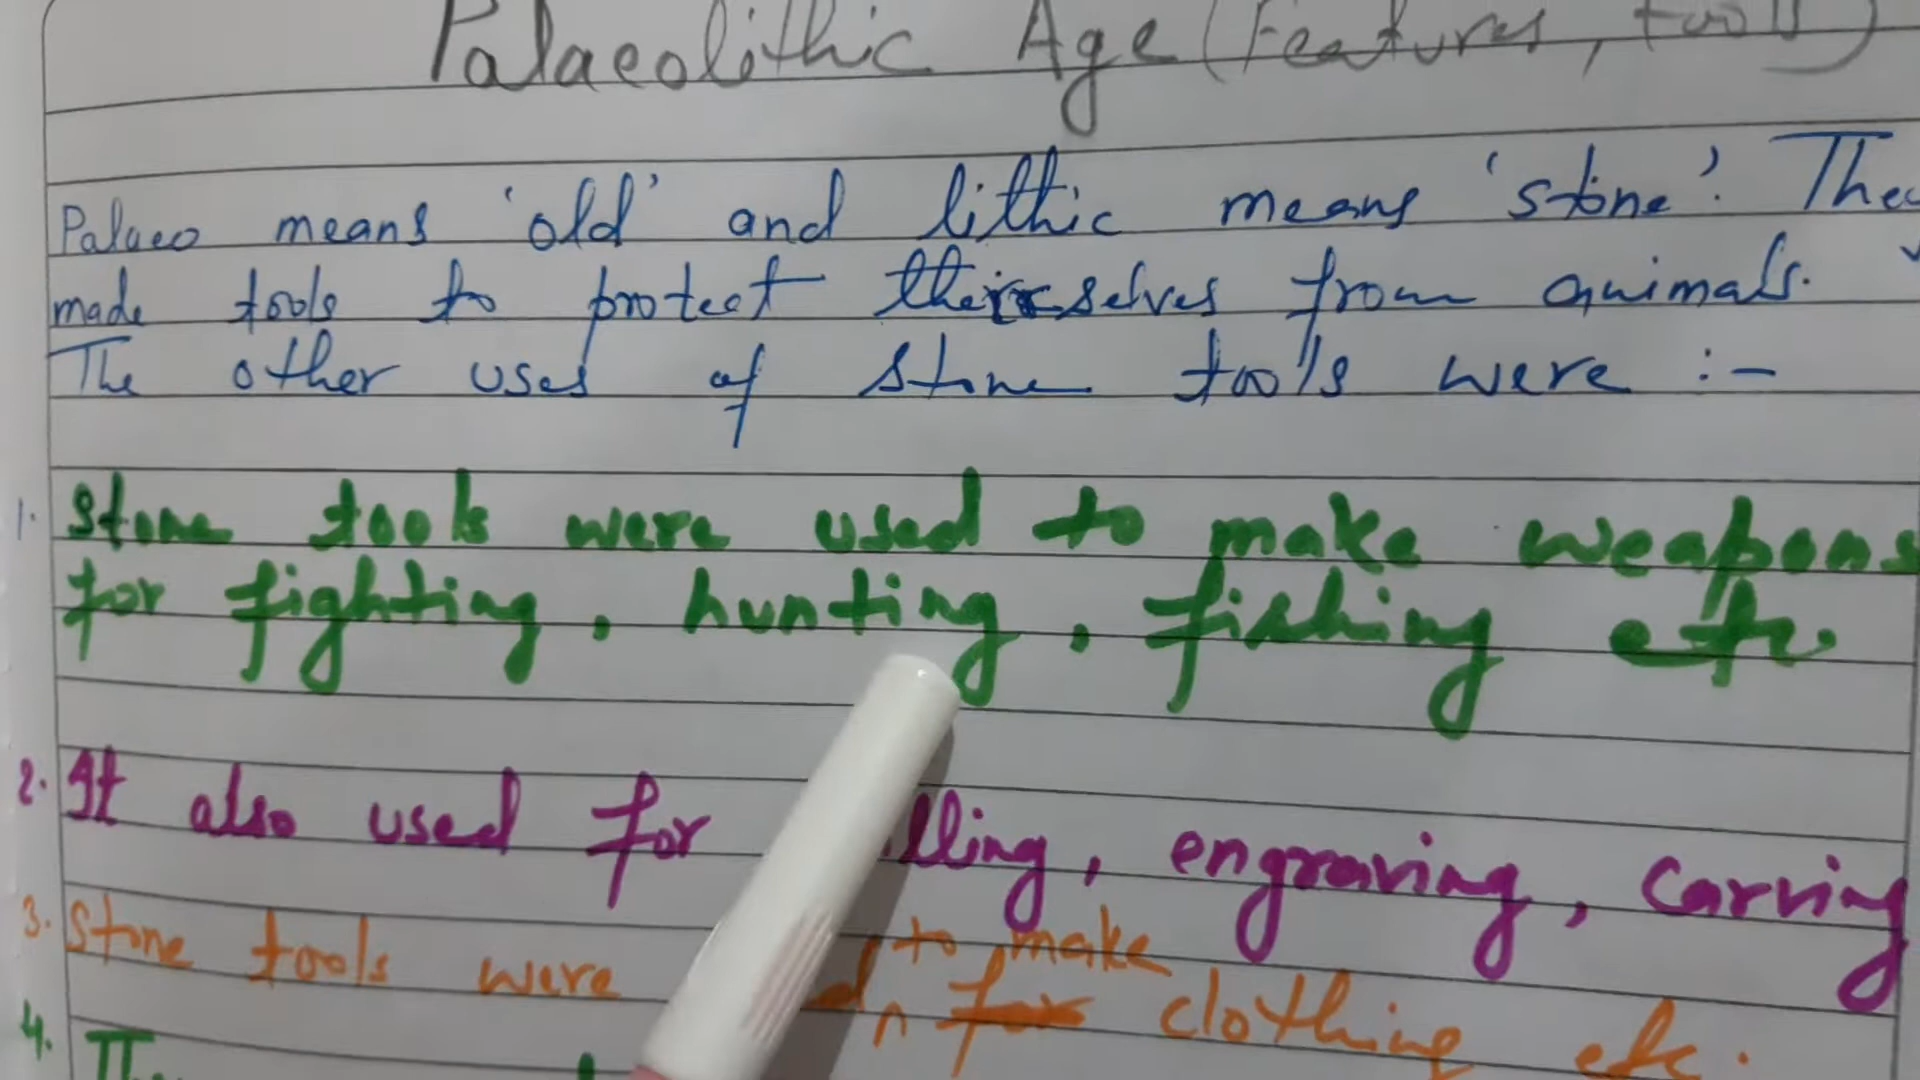 Palaeolithic Age (Features, tools)
Palaeo means 'old' and lithic means 'stone'. They
made tools to protect themselves from animals.
The other uses of stone tools were :-
1. Stone tools were used to make weapons
for fighting, hunting, fishing etc.
2. It also used for engraving, carving
3. Stone tools were to make clothing etc.
4.